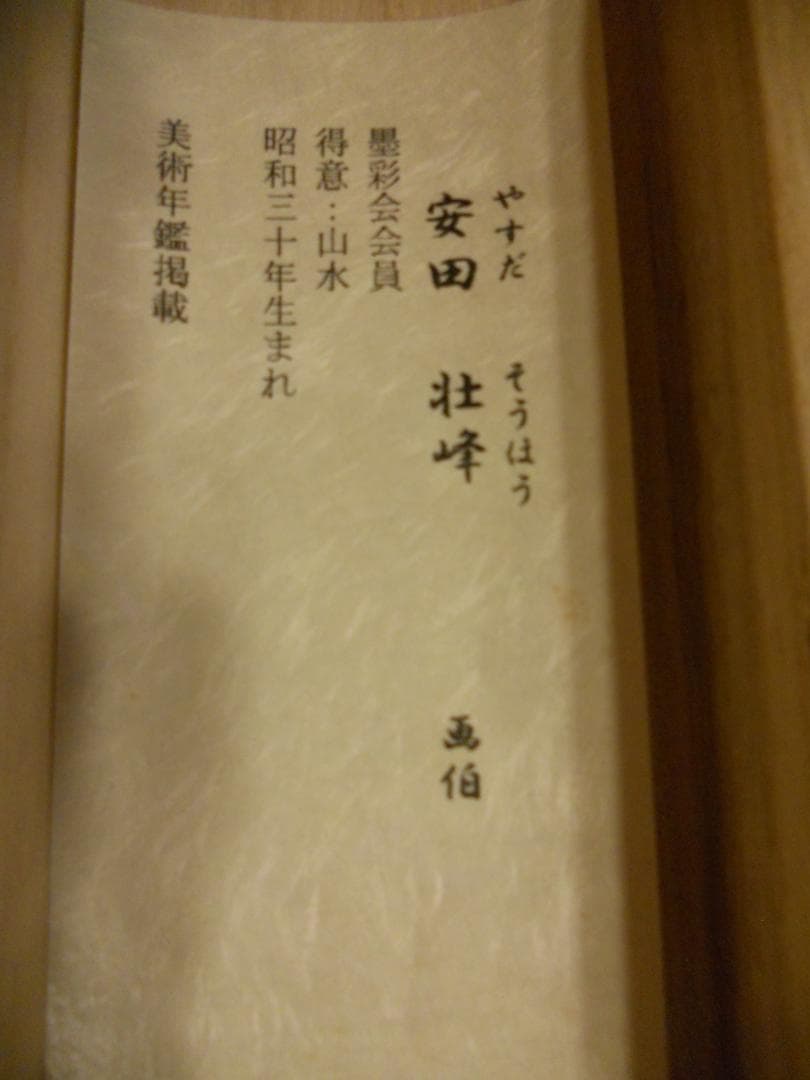 やすだ そうほう
安田 壮峰 画伯
墨彩会会員
得意：山水
昭和三十年生まれ
美術年鑑掲載